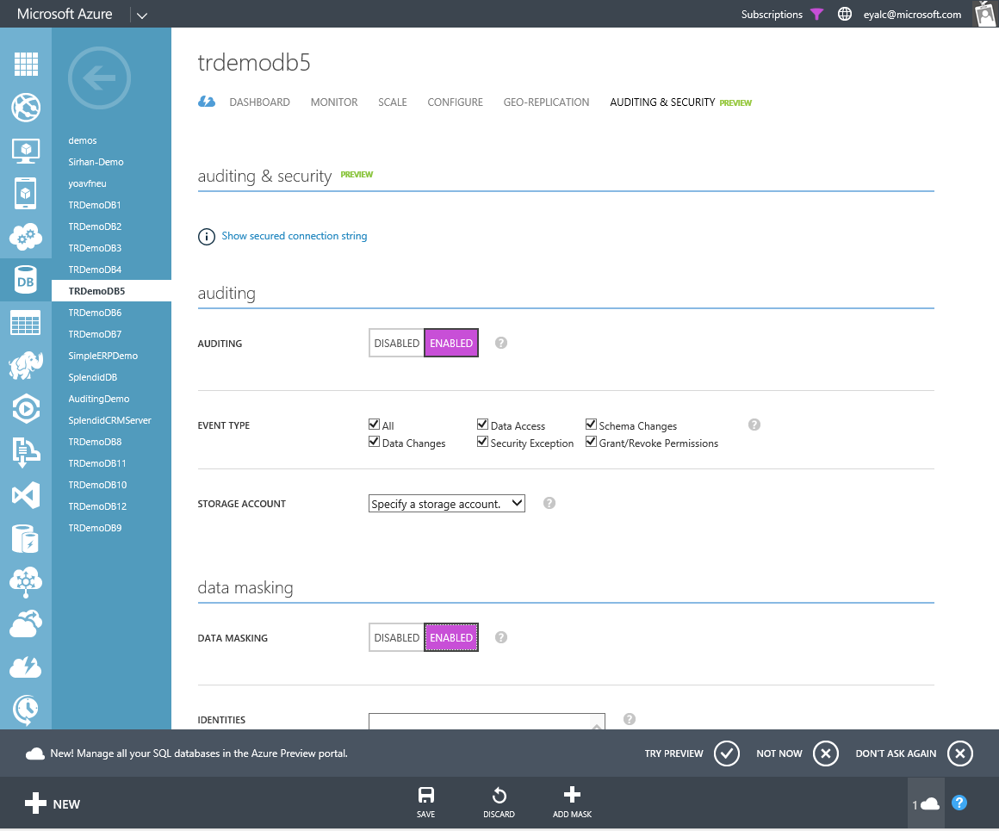 Microsoft Azure
Subscriptions
eyalc@microsoft.com
demos
Sirhan-Demo
yoavfneu
TRDemoDB1
TRDemoDB2
TRDemoDB3
TRDemoDB4
TRDemoDB5
TRDemoDB6
TRDemoDB7
SimpleERPDemo
SplendidDB
AuditingDemo
SplendidCRMServer
TRDemoDB8
TRDemoDB11
TRDemoDB10
TRDemoDB12
TRDemoDB9
DB
trdemodb5
DASHBOARD MONITOR SCALE CONFIGURE GEO-REPLICATION AUDITING & SECURITY PREVIEW
auditing & security PREVIEW
Show secured connection string
auditing
AUDITING DISABLED ENABLED ?
EVENT TYPE All Data Access Schema Changes ?
Data Changes Security Exception Grant/Revoke Permissions
STORAGE ACCOUNT Specify a storage account. ?
data masking
DATA MASKING DISABLED ENABLED ?
IDENTITIES ?
New! Manage all your SQL databases in the Azure Preview portal. TRY PREVIEW NOT NOW DON'T ASK AGAIN
NEW
SAVE DISCARD ADD MASK
1 ?